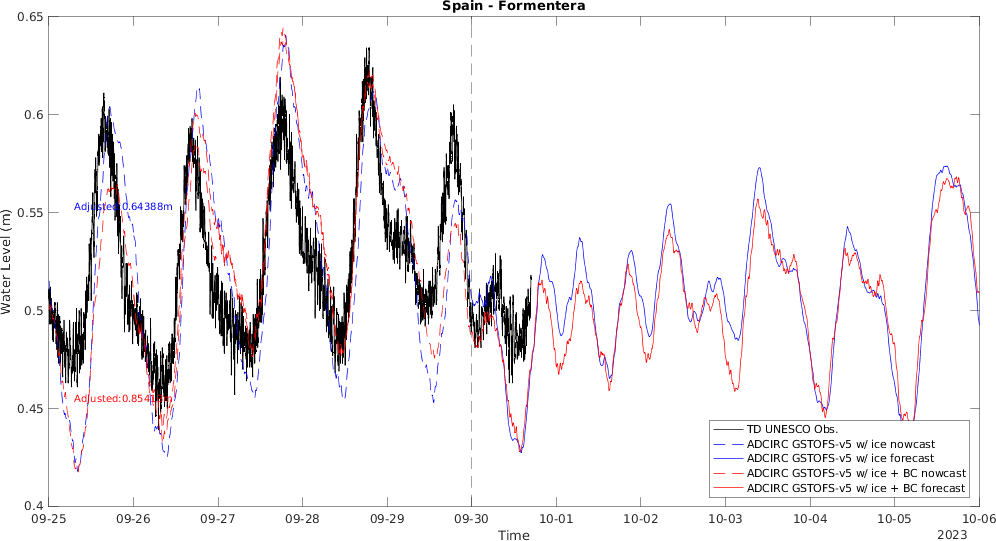 Spain - Formentera
0.65
0.6
0.55
0.5
0.45
0.4
Water Level (m)
Adjusted:0.64388m
TD UNESCO Obs.
ADCIRC GSTOFS-v5 w/ ice nowcast
ADCIRC GSTOFS-v5 w/ ice forecast
ADCIRC GSTOFS-v5 w/ ice + BC nowcast
ADCIRC GSTOFS-v5 w/ ice + BC forecast
09-25 09-26 09-27 09-28 09-29 09-30 10-01 10-02 10-03 10-04 10-05 10-06
Time
2023